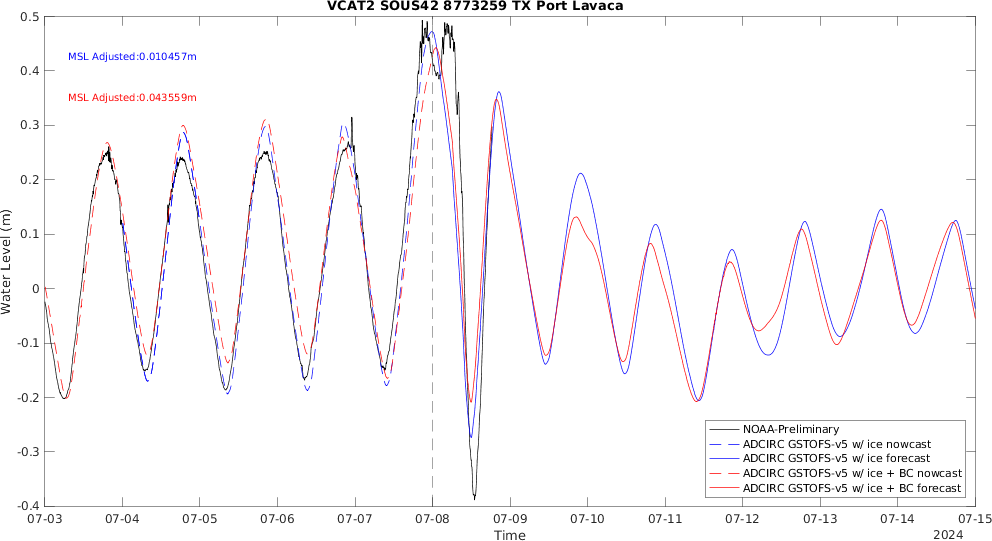 VCAT2 SOUS42 8773259 TX Port Lavaca
MSL Adjusted:0.010457m
MSL Adjusted:0.043559m
Water Level (m)
0.5
0.4
0.3
0.2
0.1
0
-0.1
-0.2
-0.3
-0.4
NOAA-Preliminary
ADCIRC GSTOFS-v5 w/ ice nowcast
ADCIRC GSTOFS-v5 w/ ice forecast
ADCIRC GSTOFS-v5 w/ ice + BC nowcast
ADCIRC GSTOFS-v5 w/ ice + BC forecast
07-03 07-04 07-05 07-06 07-07 07-08 07-09 07-10 07-11 07-12 07-13 07-14 07-15
Time
2024